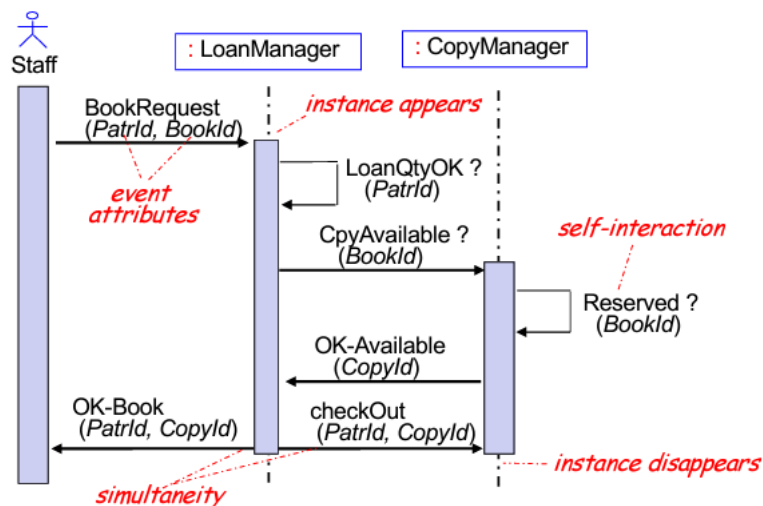 : LoanManager
: CopyManager
Staff
instance appears
BookRequest
(PatrId, BookId)
event
attributes
LoanQtyOK ?
(PatrId)
self-interaction
CpyAvailable ?
(BookId)
Reserved ?
(BookId)
OK-Available
(CopyId)
OK-Book
(PatrId, CopyId)
checkOut
(PatrId, CopyId)
instance disappears
simultaneity